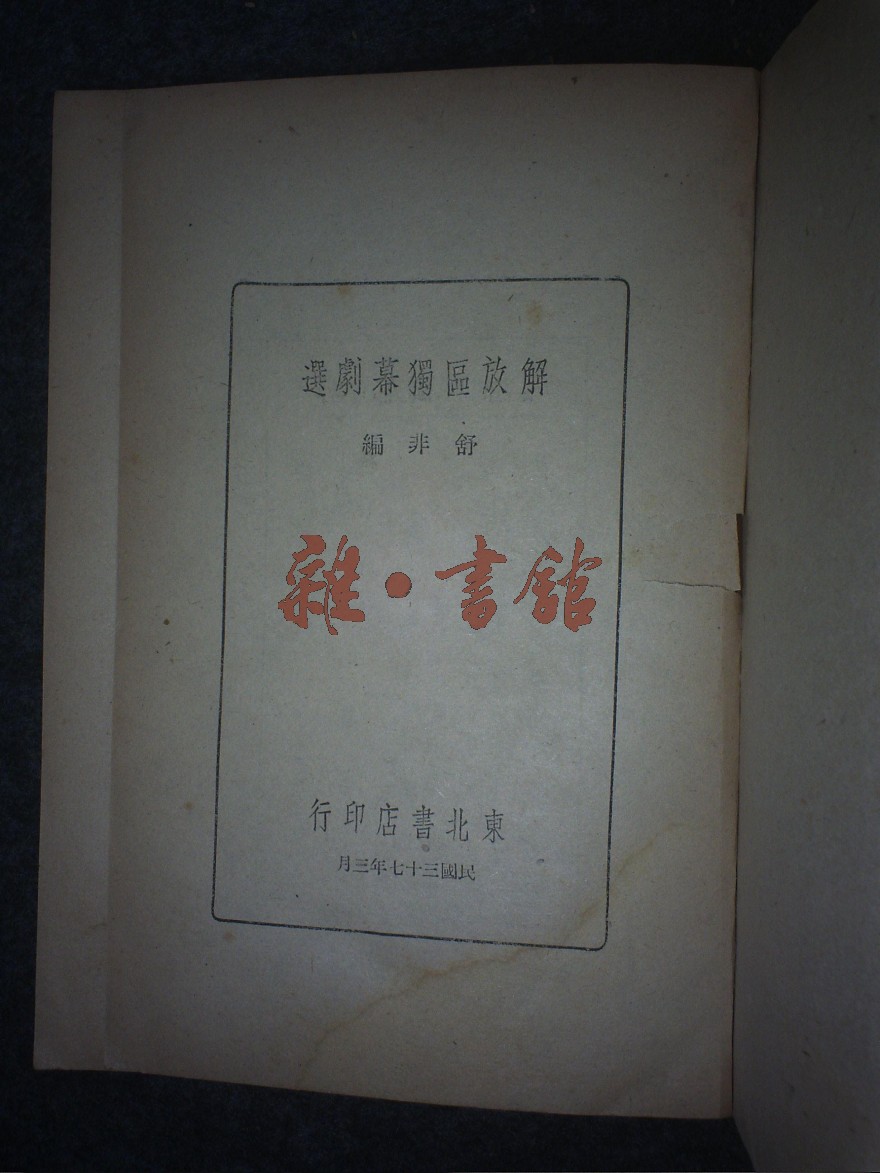 解放區獨幕劇選
舒非編
雜·書館
東北書店印行
民國三十七年三月